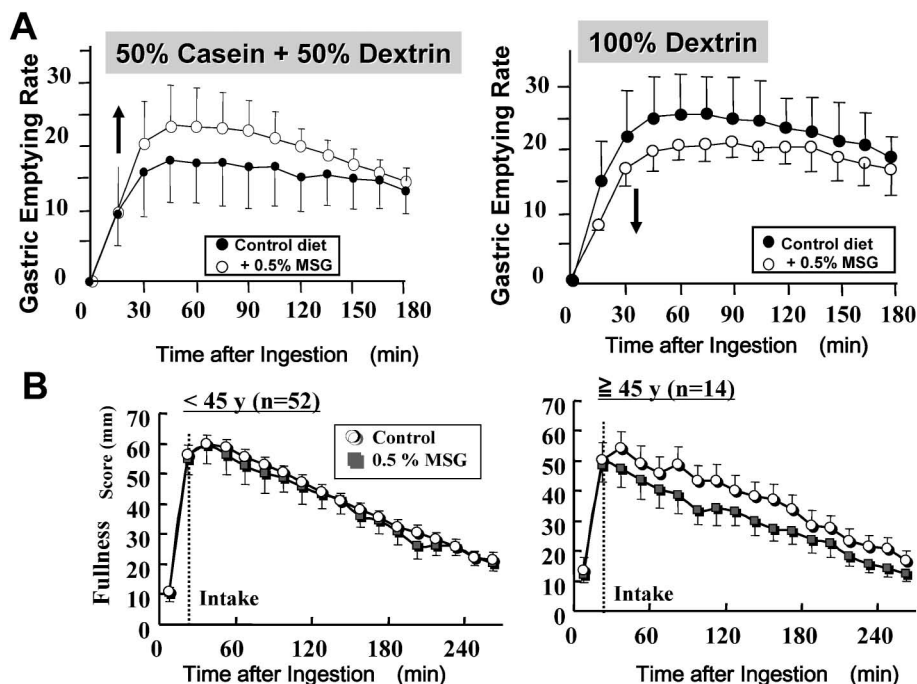 A
50% Casein + 50% Dextrin
Gastric Emptying Rate
30
20
10
0
Control diet
+ 0.5% MSG
0 30 60 90 120 150 180
Time after Ingestion (min)
100% Dextrin
Gastric Emptying Rate
30
20
10
0
Control diet
+ 0.5% MSG
0 30 60 90 120 150 180
Time after Ingestion (min)
B
< 45 y (n=52)
Fullness Score (mm)
70
60
50
40
30
20
10
0
Control
0.5 % MSG
Intake
0 60 120 180 240
Time after Ingestion (min)
≧ 45 y (n=14)
70
60
50
40
30
20
10
0
Intake
0 60 120 180 240
Time after Ingestion (min)